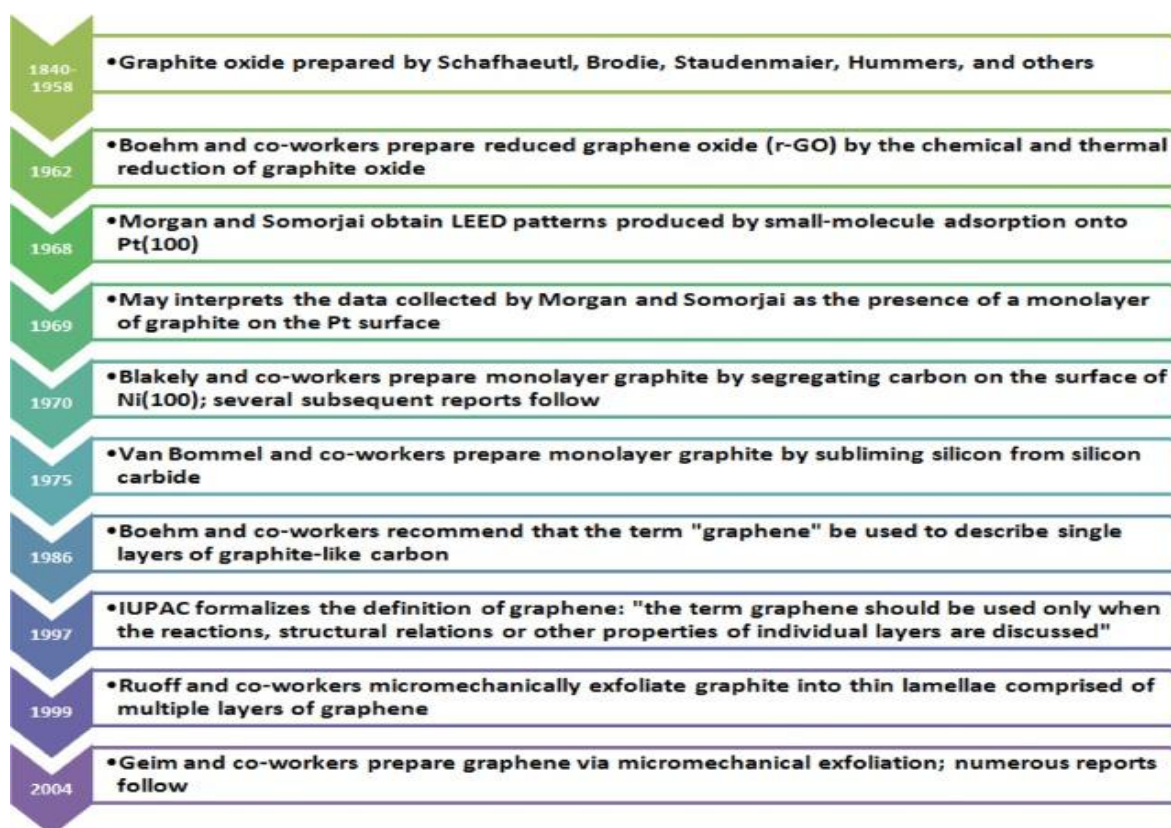 1840-
1958
•Graphite oxide prepared by Schafhaeutl, Brodie, Staudenmaier, Hummers, and others
1962
•Boehm and co-workers prepare reduced graphene oxide (r-GO) by the chemical and thermal
reduction of graphite oxide
1968
•Morgan and Somorjai obtain LEED patterns produced by small-molecule adsorption onto
Pt(100)
1969
•May interprets the data collected by Morgan and Somorjai as the presence of a monolayer
of graphite on the Pt surface
1970
•Blakely and co-workers prepare monolayer graphite by segregating carbon on the surface of
Ni(100); several subsequent reports follow
1975
•Van Bommel and co-workers prepare monolayer graphite by subliming silicon from silicon
carbide
1986
•Boehm and co-workers recommend that the term "graphene" be used to describe single
layers of graphite-like carbon
1997
•IUPAC formalizes the definition of graphene: "the term graphene should be used only when
the reactions, structural relations or other properties of individual layers are discussed"
1999
•Ruoff and co-workers micromechanically exfoliate graphite into thin lamellae comprised of
multiple layers of graphene
2004
•Geim and co-workers prepare graphene via micromechanical exfoliation; numerous reports
follow